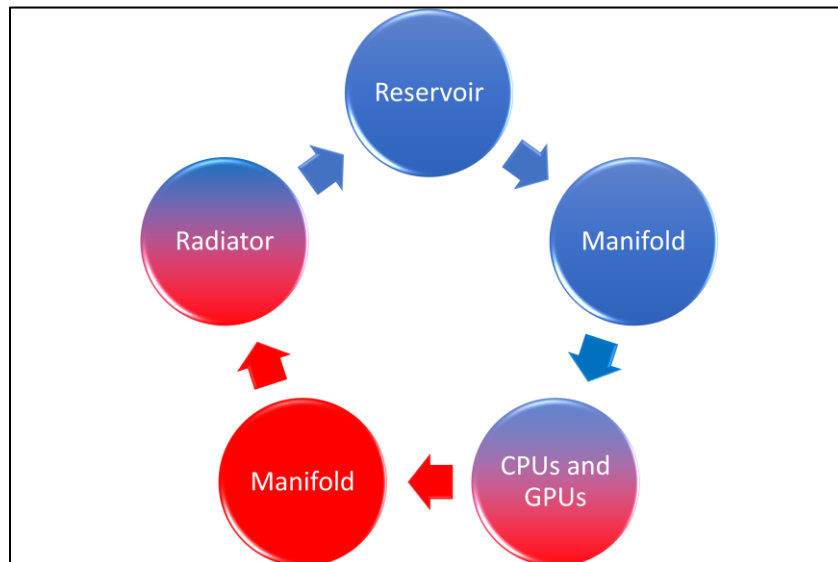 Reservoir
Manifold
CPUs and
GPUs
Manifold
Radiator